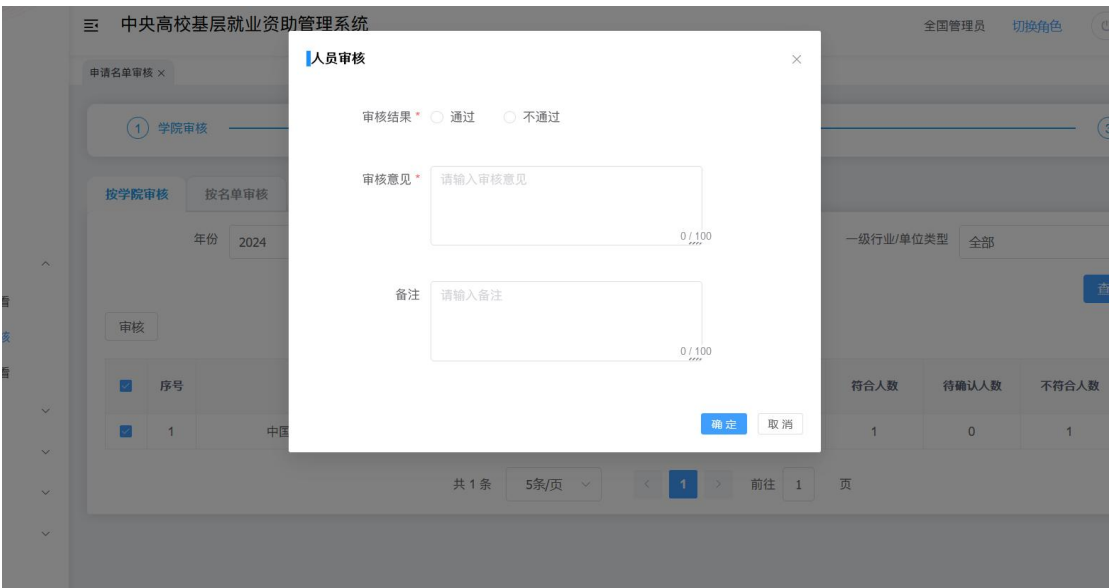 中央高校基层就业资助管理系统
全国管理员 切换角色
申请名单审核 ×
1 学院审核
按学院审核 按名单审核
年份 2024
一级行业/单位类型 全部
审核
序号 符合人数 待确认人数 不符合人数
1 中国 1 0 1
共 1 条 5条/页 < 1 > 前往 1 页
人员审核
审核结果 * 通过 不通过
审核意见 * 请输入审核意见
0 / 100
备注 请输入备注
0 / 100
确 定 取 消